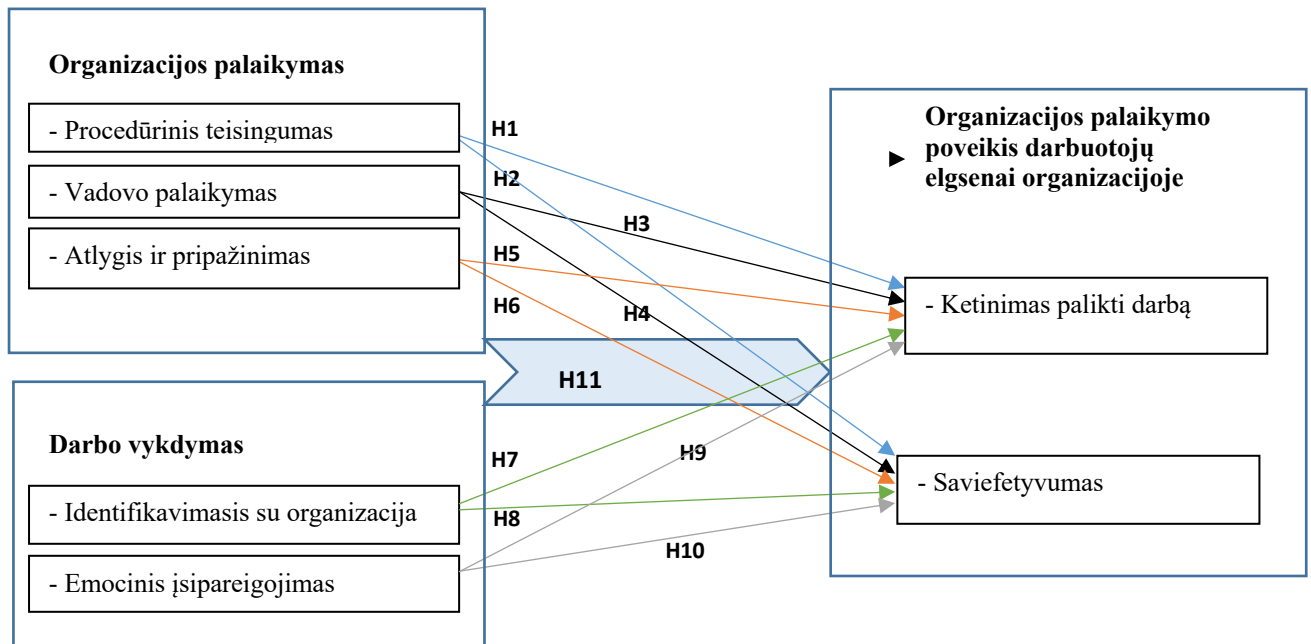 Organizacijos palaikymas
- Procedūrinis teisingumas
- Vadovo palaikymas
- Atlygis ir pripažinimas
H1
H2
H3
H5
H6
H4
H11
Organizacijos palaikymo
poveikis darbuotojų
elgsenai organizacijoje
- Ketinimas palikti darbą
- Saviefetyvumas
Darbo vykdymas
- Identifikavimasis su organizacija
- Emocinis įsipareigojimas
H7
H9
H8
H10